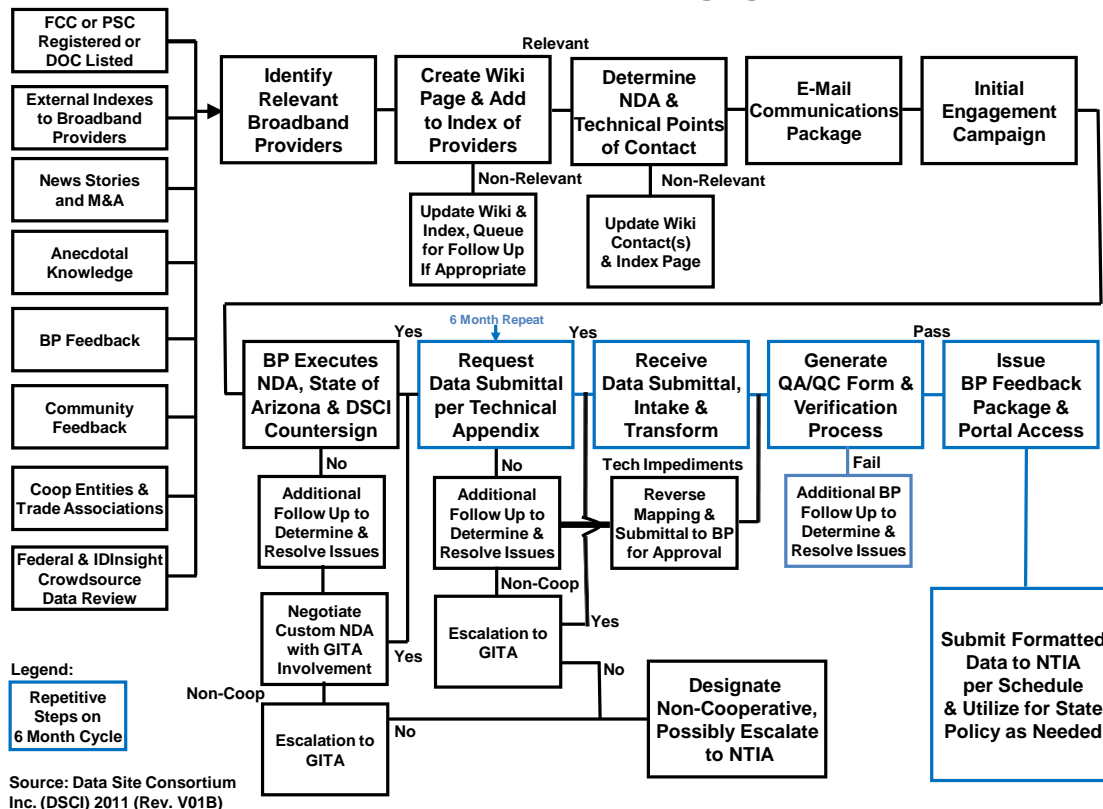 FCC or PSC
Registered or
DOC Listed
External Indexes
to Broadband
Providers
News Stories
and M&A
Anecdotal
Knowledge
BP Feedback
Community
Feedback
Coop Entities &
Trade Associations
Federal & IDInsight
Crowdsource
Data Review
Identify
Relevant
Broadband
Providers
Create Wiki
Page & Add
to Index of
Providers
Relevant
Determine
NDA &
Technical Points
of Contact
E-Mail
Communications
Package
Initial
Engagement
Campaign
Non-Relevant
Update Wiki &
Index, Queue
for Follow Up
If Appropriate
Non-Relevant
Update Wiki
Contact(s)
& Index Page
BP Executes
NDA, State of
Arizona & DSCI
Countersign
Yes
6 Month Repeat
Request
Data Submittal
per Technical
Appendix
Yes
Receive
Data Submittal,
Intake &
Transform
Generate
QA/QC Form &
Verification
Process
Pass
Issue
BP Feedback
Package &
Portal Access
No
Additional
Follow Up to
Determine &
Resolve Issues
No
Additional
Follow Up to
Determine &
Resolve Issues
Tech Impediments
Reverse
Mapping &
Submittal to BP
for Approval
Fail
Additional BP
Follow Up to
Determine &
Resolve Issues
Negotiate
Custom NDA
with GITA
Involvement
Yes
Non-Coop
Escalation to
GITA
Yes
No
Non-Coop
Escalation to
GITA
No
Designate
Non-Cooperative,
Possibly Escalate
to NTIA
Submit Formatted
Data to NTIA
per Schedule
& Utilize for State
Policy as Needed
Legend:
Repetitive
Steps on
6 Month Cycle
Source: Data Site Consortium
Inc. (DSCI) 2011 (Rev. V01B)